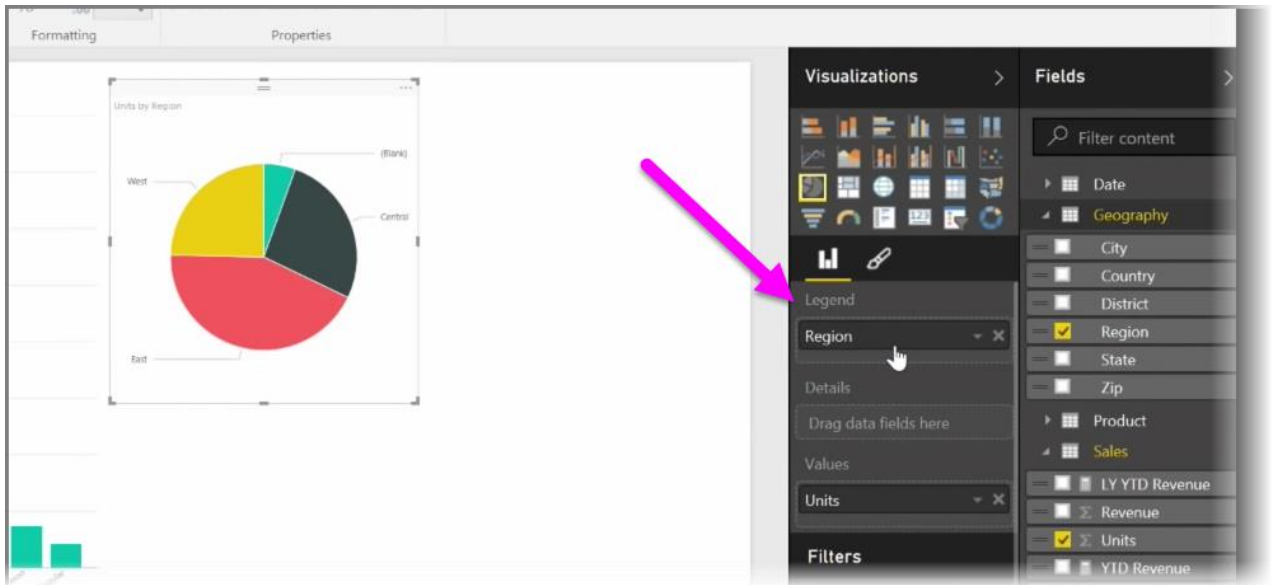 Formatting
Properties
Units by Region
(Blank)
West
Central
East
Visualizations
Legend
Region
Details
Drag data fields here
Values
Units
Filters
Fields
Filter content
Date
Geography
City
Country
District
Region
State
Zip
Product
Sales
LY YTD Revenue
Revenue
Units
YTD Revenue